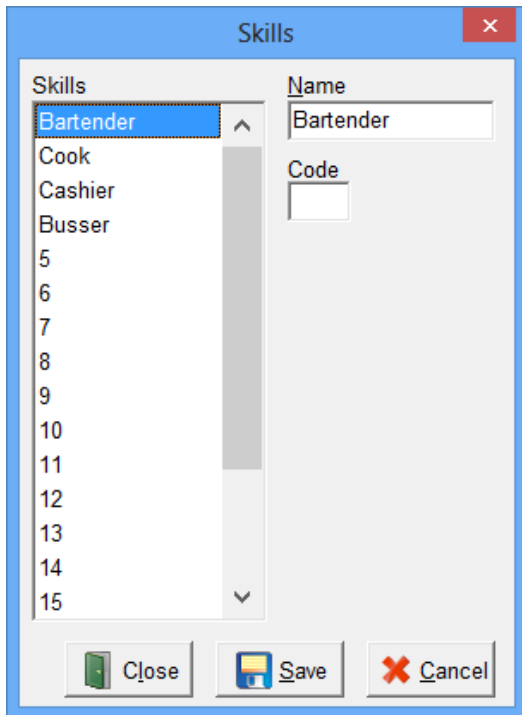 Skills
Skills
Bartender
Cook
Cashier
Busser
5
6
7
8
9
10
11
12
13
14
15
Name
Bartender
Code
Close
Save
Cancel